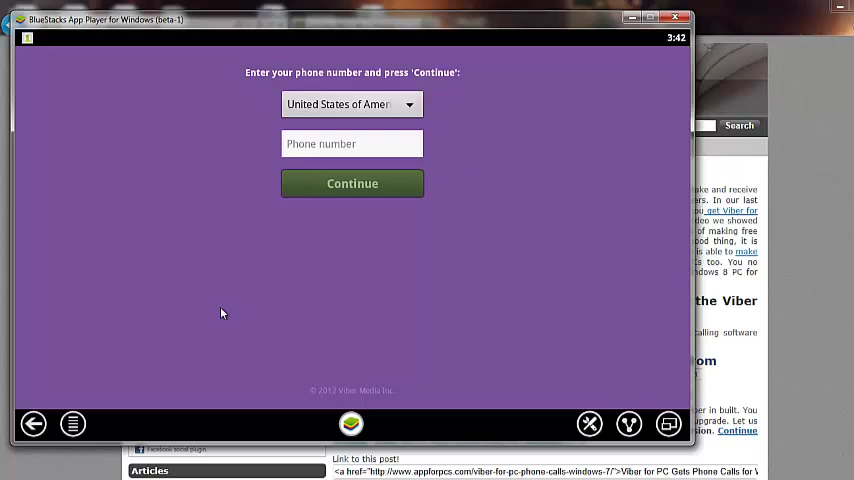 BlueStacks App Player for Windows (beta-1)
3:42
Enter your phone number and press 'Continue':
United States of Amer
Phone number
Continue
© 2012 Viber Media Inc.
Search
ake and receive
ers. In our last
ou get Viber for
deo we showed
of making free
ood thing, it is
is able to make
Cs too. You no
ndows 8 PC for
the Viber
calling software
om
ber in built. You
upgrade. Let us
sion. Continue
Facebook social plugin
Link to this post!
Articles
<a href="http://www.appforpcs.com/viber-for-pc-phone-calls-windows-7/">Viber for PC Gets Phone Calls for W